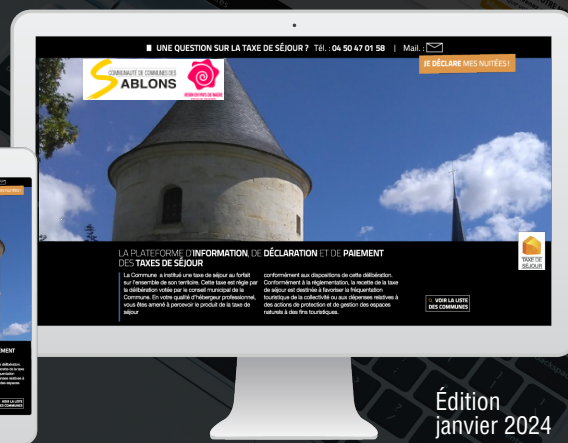 UNE QUESTION SUR LA TAXE DE SÉJOUR ? Tél. : 04 50 47 01 58 | Mail. :
JE DÉCLARE MES NUITÉES !
COMMUNAUTÉ DE COMMUNES DES
SABLONS
VEXIN EN PAYS DE NACRE
LA PLATEFORME D'INFORMATION, DE DÉCLARATION ET DE PAIEMENT
DES TAXES DE SÉJOUR
La Commune a institué une taxe de séjour au forfait
sur l'ensemble de son territoire. Cette taxe est régie par
la délibération votée par le conseil municipal de la
Commune. En votre qualité d'hébergeur professionnel,
vous êtes amené à percevoir le produit de la taxe de
séjour
conformément aux dispositions de cette délibération.
Conformément à la réglementation, la recette de la taxe
de séjour est destinée à favoriser la fréquentation
touristique de la collectivité ou aux dépenses relatives à
des actions de protection et de gestion des espaces
naturels à des fins touristiques.
TAXE DE
SÉJOUR
VOIR LA LISTE
DES COMMUNES
Édition
janvier 2024